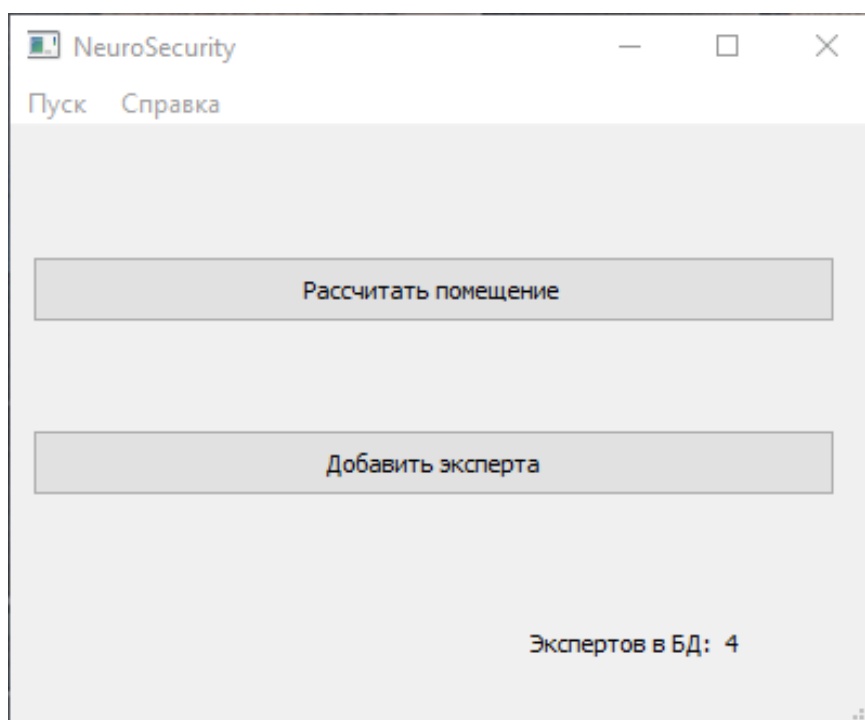 NeuroSecurity
Пуск Справка
Рассчитать помещение
Добавить эксперта
Экспертов в БД: 4